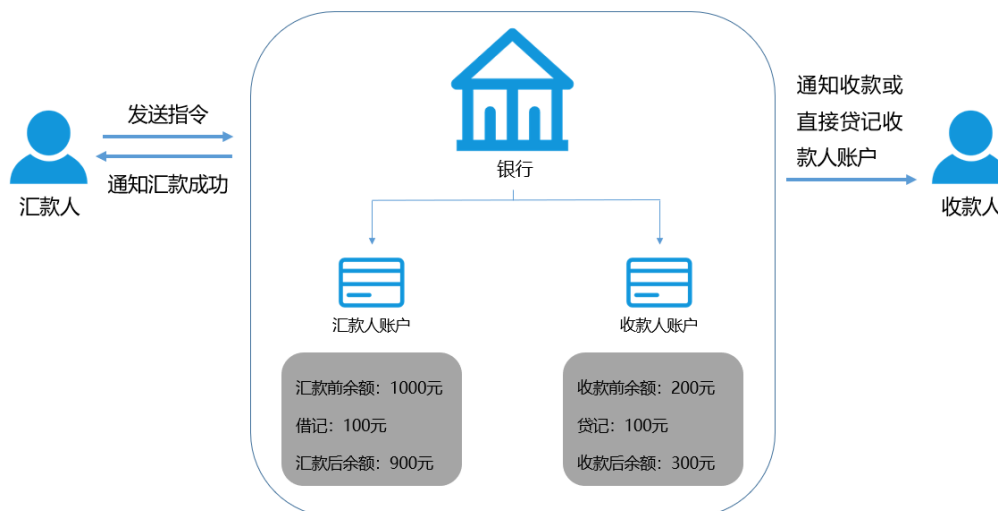 发送指令
通知汇款成功
汇款人
银行
通知收款或
直接贷记收
款人账户
收款人
汇款人账户
收款人账户
汇款前余额：1000元
借记：100元
汇款后余额：900元
收款前余额：200元
贷记：100元
收款后余额：300元